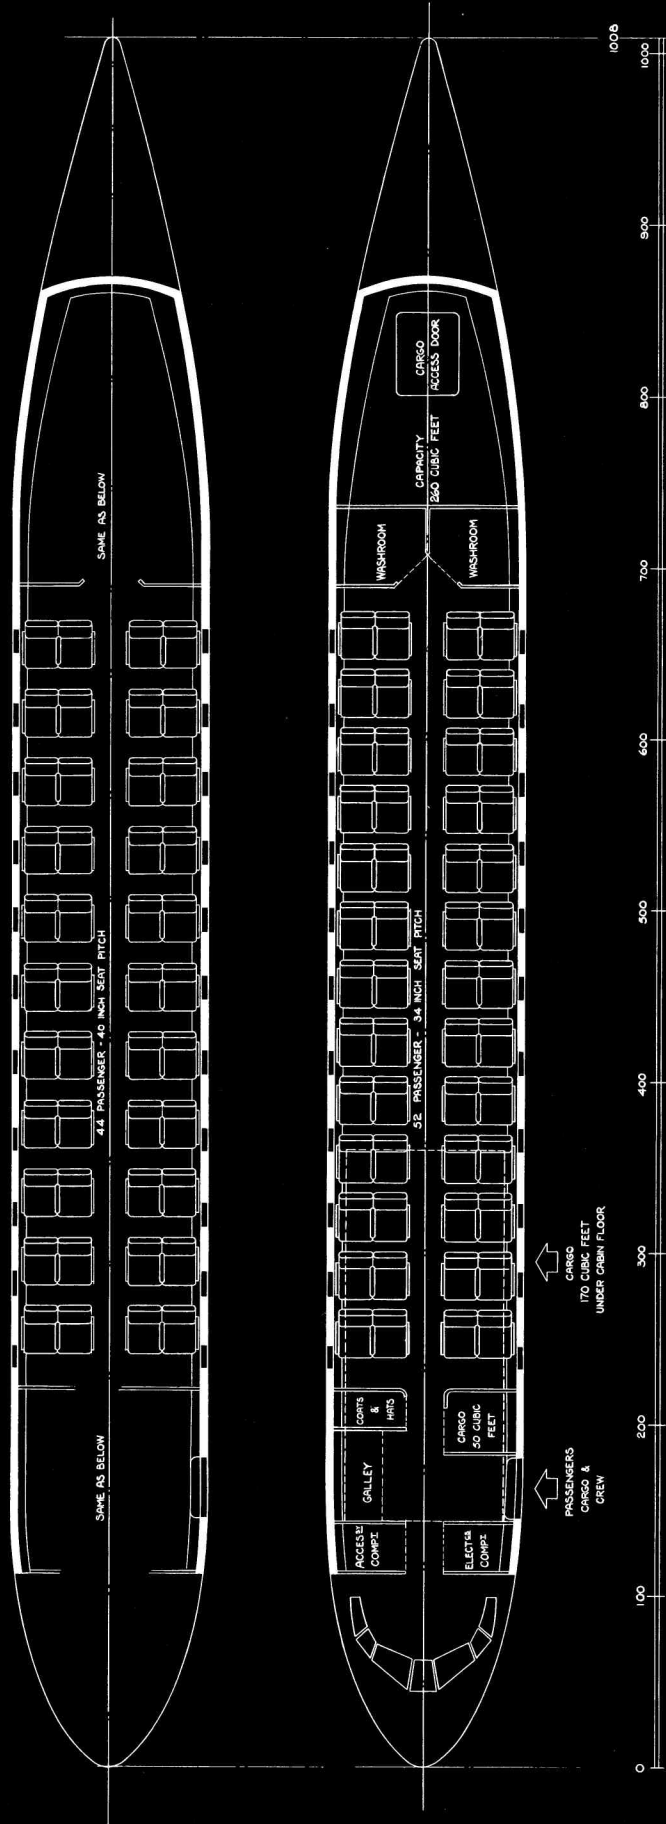 SAME AS BELOW
44 PASSENGER - 40 INCH SEAT PITCH
SAME AS BELOW
CARGO
ACCESS DOOR
CAPACITY
260 CUBIC FEET
WASHROOM
WASHROOM
52 PASSENGER - 34 INCH SEAT PITCH
COATS
&
HATS
CARGO
50 CUBIC
FEET
GALLEY
ACCESSY
COMPT
ELECTCAL
COMPT
CARGO
170 CUBIC FEET
UNDER CABIN FLOOR
PASSENGERS
CARGO &
CREW
1008
1000
900
800
700
600
500
400
300
200
100
0